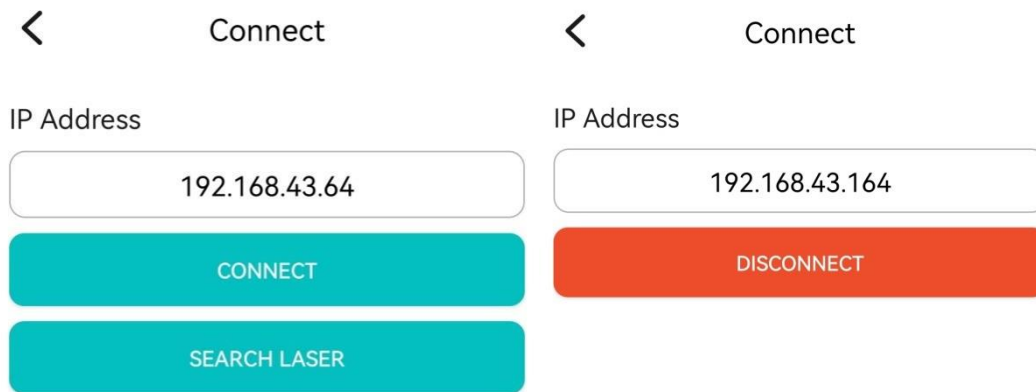 Connect
IP Address
192.168.43.64
CONNECT
SEARCH LASER
Connect
IP Address
192.168.43.164
DISCONNECT